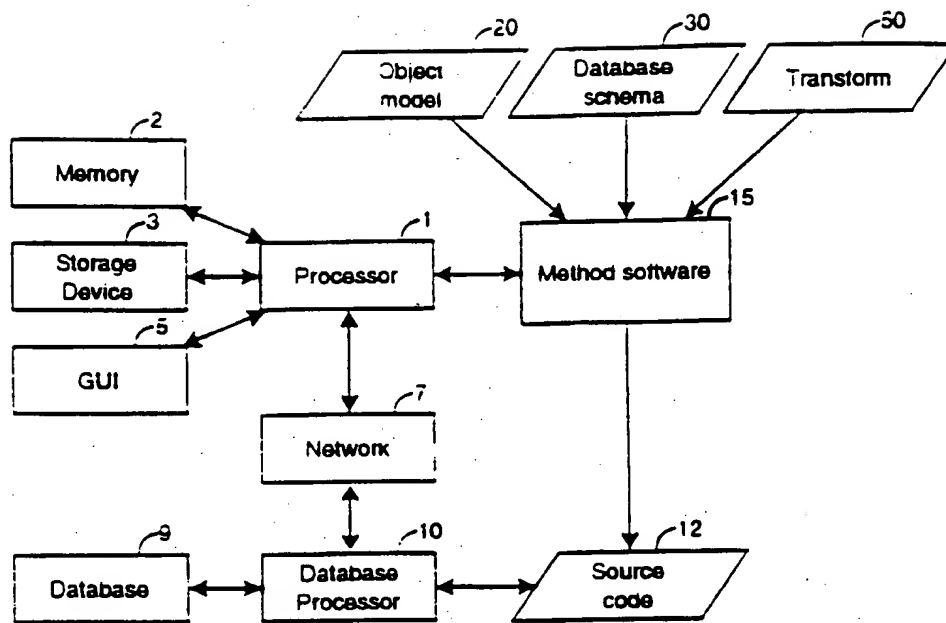 20
30
50
Object
model
Database
schema
Transform
2
Memory
3
Storage
Device
1
Processor
15
Method software
5
GUI
7
Network
9
Database
10
Database
Processor
12
Source
code